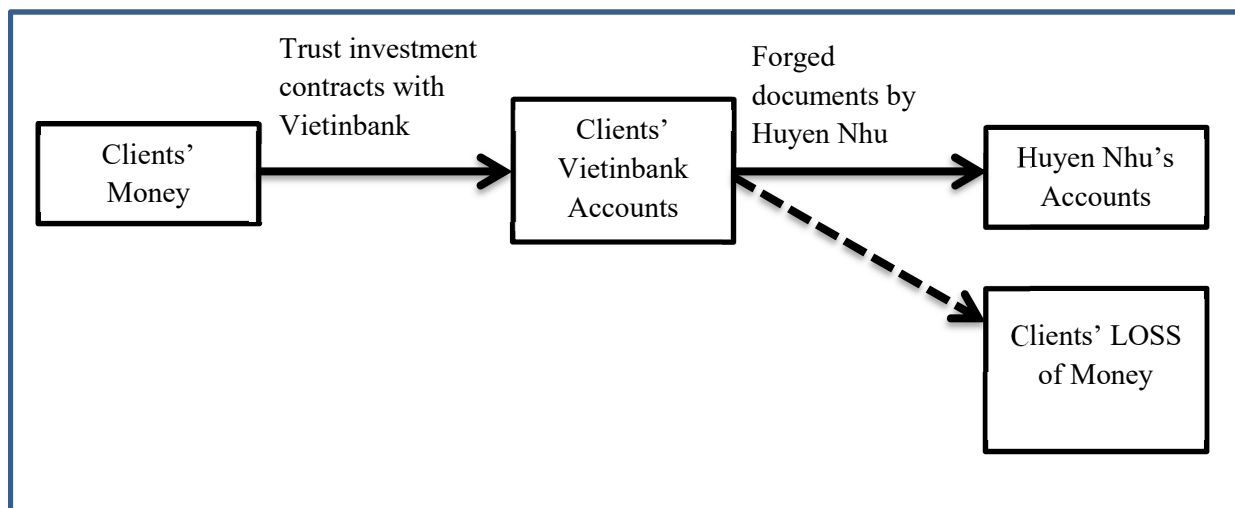 Trust investment
contracts with
Vietinbank
Forged
documents by
Huyen Nhu
Clients’
Money
Clients’
Vietinbank
Accounts
Huyen Nhu’s
Accounts
Clients’ LOSS
of Money